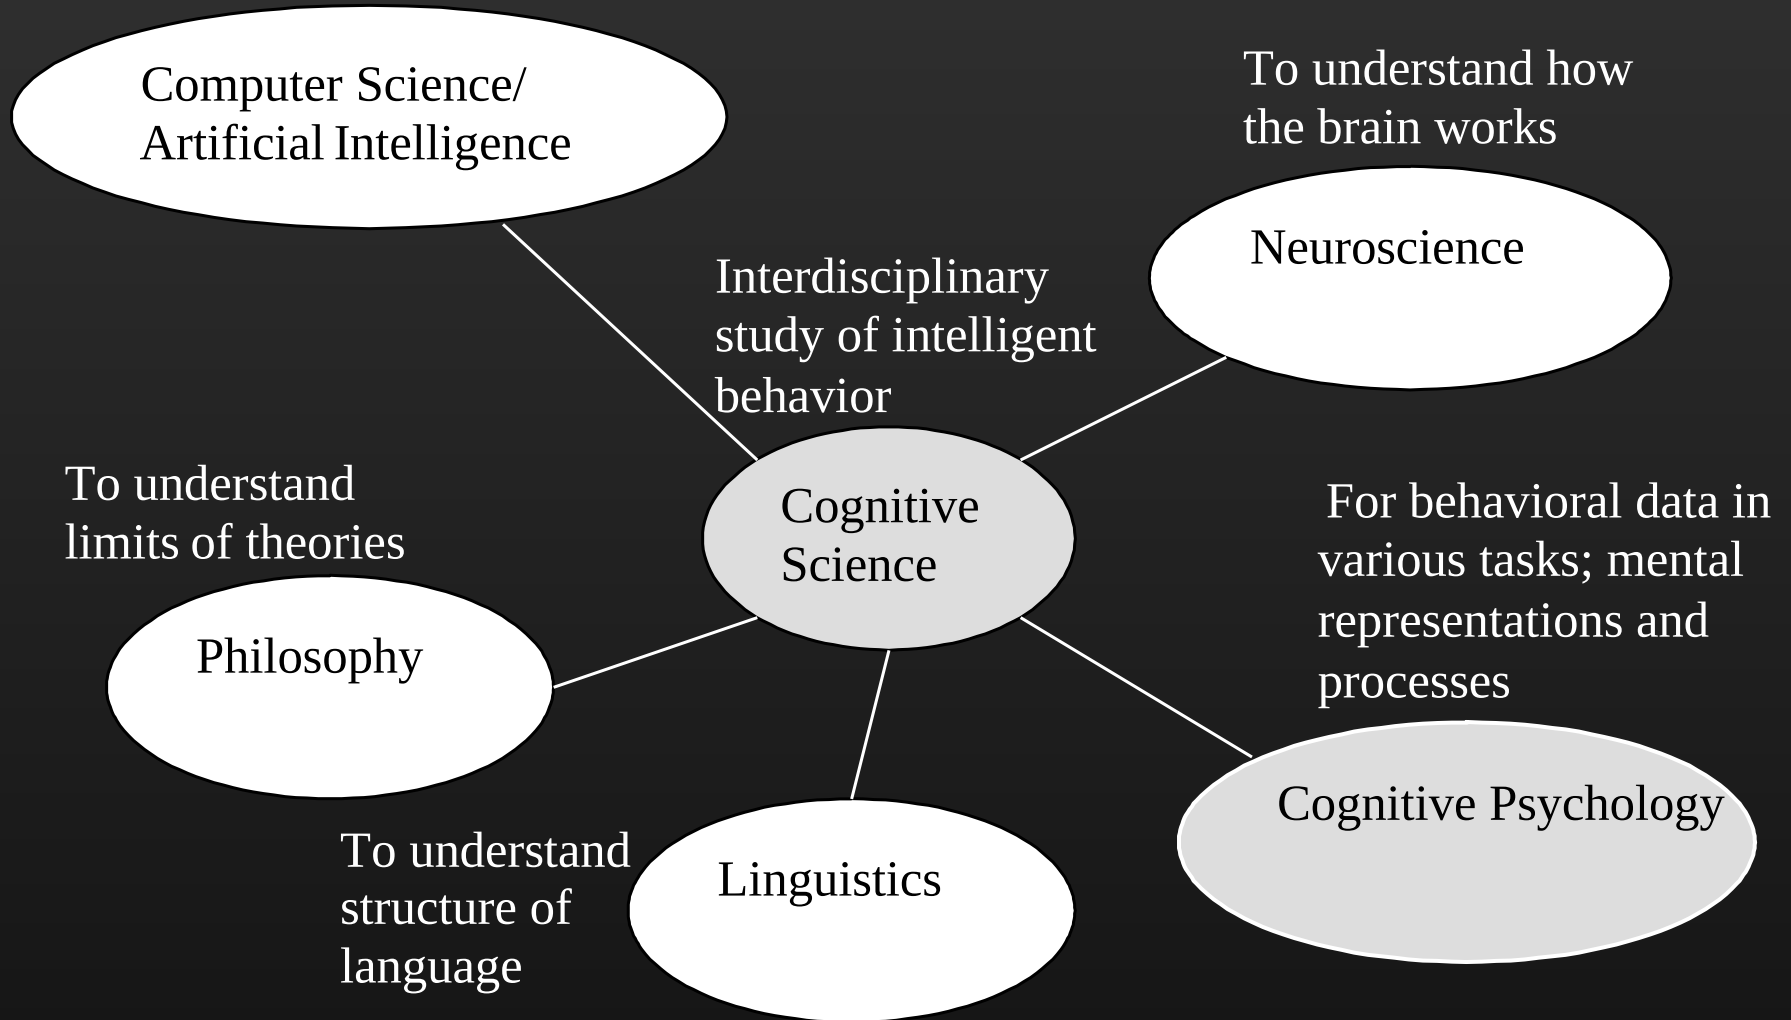 Computer Science/
Artificial Intelligence
To understand how
the brain works
Neuroscience
Interdisciplinary
study of intelligent
behavior
Cognitive
Science
To understand
limits of theories
Philosophy
For behavioral data in
various tasks; mental
representations and
processes
Cognitive Psychology
To understand
structure of
language
Linguistics